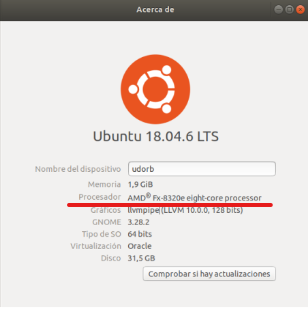 Acerca de
Ubuntu 18.04.6 LTS
Nombre del dispositivo udorb
Memoria 1,9 GiB
Procesador AMD® Fx-8320e eight-core processor
Gráficos llvmpipe (LLVM 10.0.0, 128 bits)
GNOME 3.28.2
Tipo de SO 64 bits
Virtualización Oracle
Disco 31,5 GB
Comprobar si hay actualizaciones